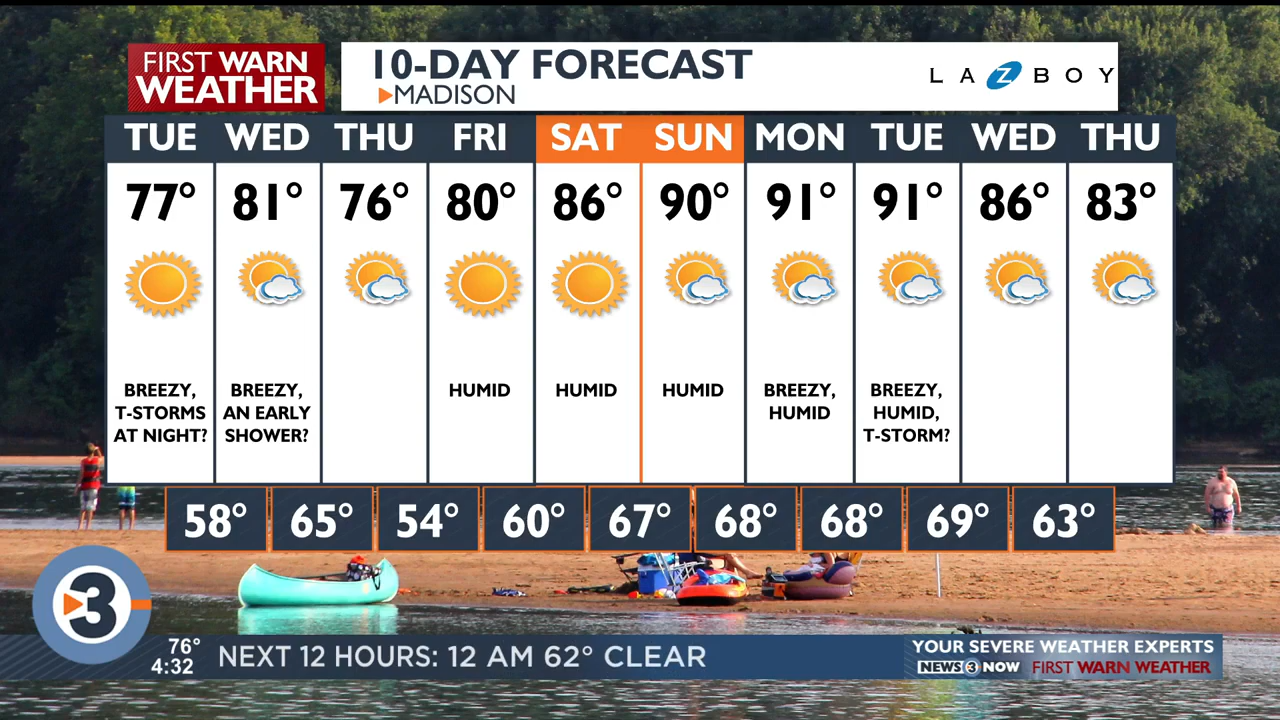 FIRST WARN
WEATHER
10-DAY FORECAST
MADISON
LA Z BOY
TUE WED THU FRI SAT SUN MON TUE WED THU
77° 81° 76° 80° 86° 90° 91° 91° 86° 83°
BREEZY, BREEZY, HUMID HUMID HUMID BREEZY, BREEZY,
T-STORMS AN EARLY HUMID HUMID,
AT NIGHT? SHOWER? T-STORM?
58° 65° 54° 60° 67° 68° 68° 69° 63°
3
76°
4:32
NEXT 12 HOURS: 12 AM 62° CLEAR
YOUR SEVERE WEATHER EXPERTS
NEWS 3 NOW FIRST WARN WEATHER